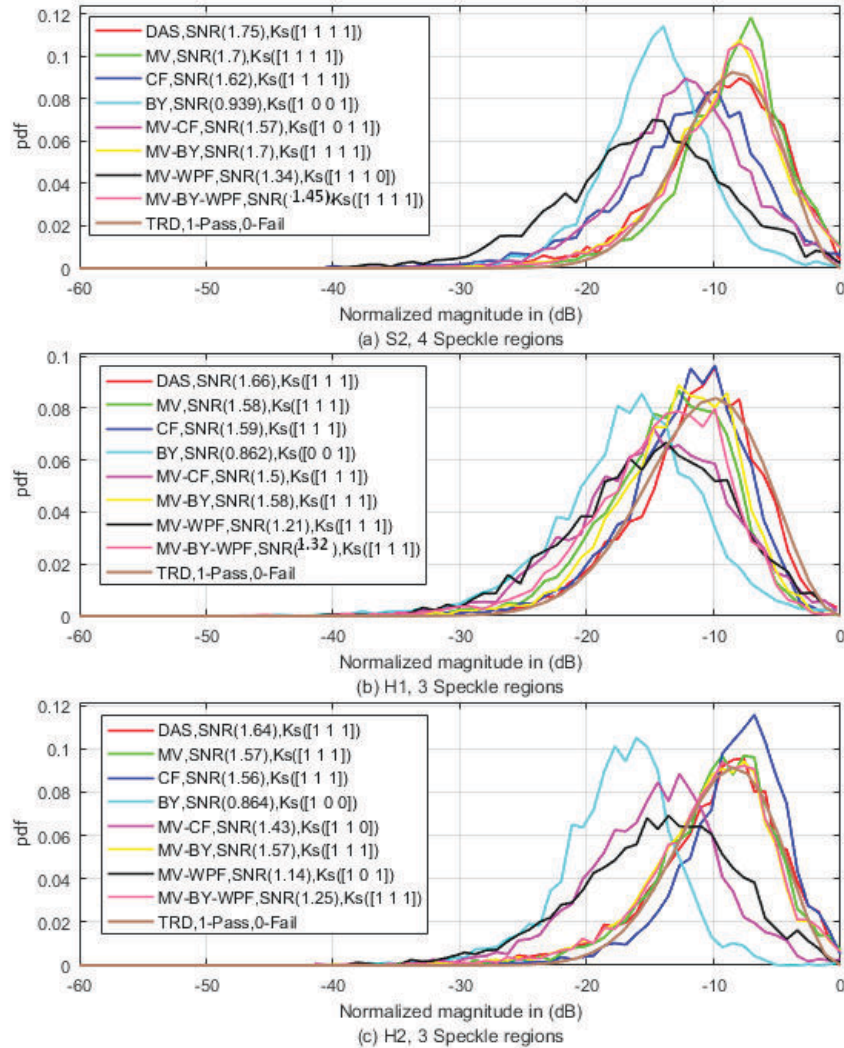 0.12
0.1
0.08
0.06
0.04
0.02
0
pdf
DAS,SNR(1.75),Ks([1 1 1 1])
MV,SNR(1.7),Ks([1 1 1 1])
CF,SNR(1.62),Ks([1 1 1 1])
BY,SNR(0.939),Ks([1 0 0 1])
MV-CF,SNR(1.57),Ks([1 0 1 1])
MV-BY,SNR(1.7),Ks([1 1 1 1])
MV-WPF,SNR(1.34),Ks([1 1 1 0])
MV-BY-WPF,SNR(1.45),Ks([1 1 1 1])
TRD,1-Pass,0-Fail
-60 -50 -40 -30 -20 -10 0
Normalized magnitude in (dB)
(a) S2, 4 Speckle regions
0.1
0.08
0.06
0.04
0.02
0
pdf
DAS,SNR(1.66),Ks([1 1 1])
MV,SNR(1.58),Ks([1 1 1])
CF,SNR(1.59),Ks([1 1 1])
BY,SNR(0.862),Ks([0 0 1])
MV-CF,SNR(1.5),Ks([1 1 1])
MV-BY,SNR(1.58),Ks([1 1 1])
MV-WPF,SNR(1.21),Ks([1 1 1])
MV-BY-WPF,SNR(1.32 ),Ks([1 1 1])
TRD,1-Pass,0-Fail
-60 -50 -40 -30 -20 -10 0
Normalized magnitude in (dB)
(b) H1, 3 Speckle regions
0.12
0.1
0.08
0.06
0.04
0.02
0
pdf
DAS,SNR(1.64),Ks([1 1 1])
MV,SNR(1.57),Ks([1 1 1])
CF,SNR(1.56),Ks([1 1 1])
BY,SNR(0.864),Ks([1 0 0])
MV-CF,SNR(1.43),Ks([1 1 0])
MV-BY,SNR(1.57),Ks([1 1 1])
MV-WPF,SNR(1.14),Ks([1 0 1])
MV-BY-WPF,SNR(1.25),Ks([1 1 1])
TRD,1-Pass,0-Fail
-60 -50 -40 -30 -20 -10 0
Normalized magnitude in (dB)
(c) H2, 3 Speckle regions